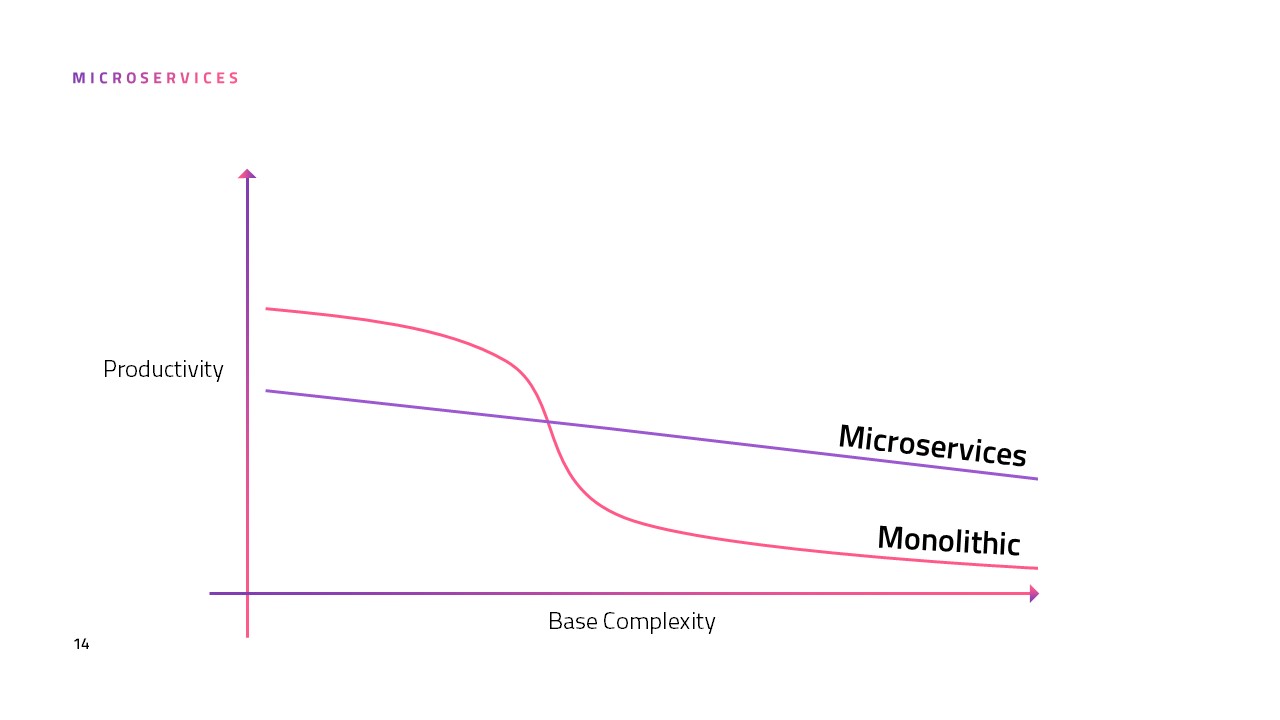 MICROSERVICES
Productivity
Microservices
Monolithic
Base Complexity
14